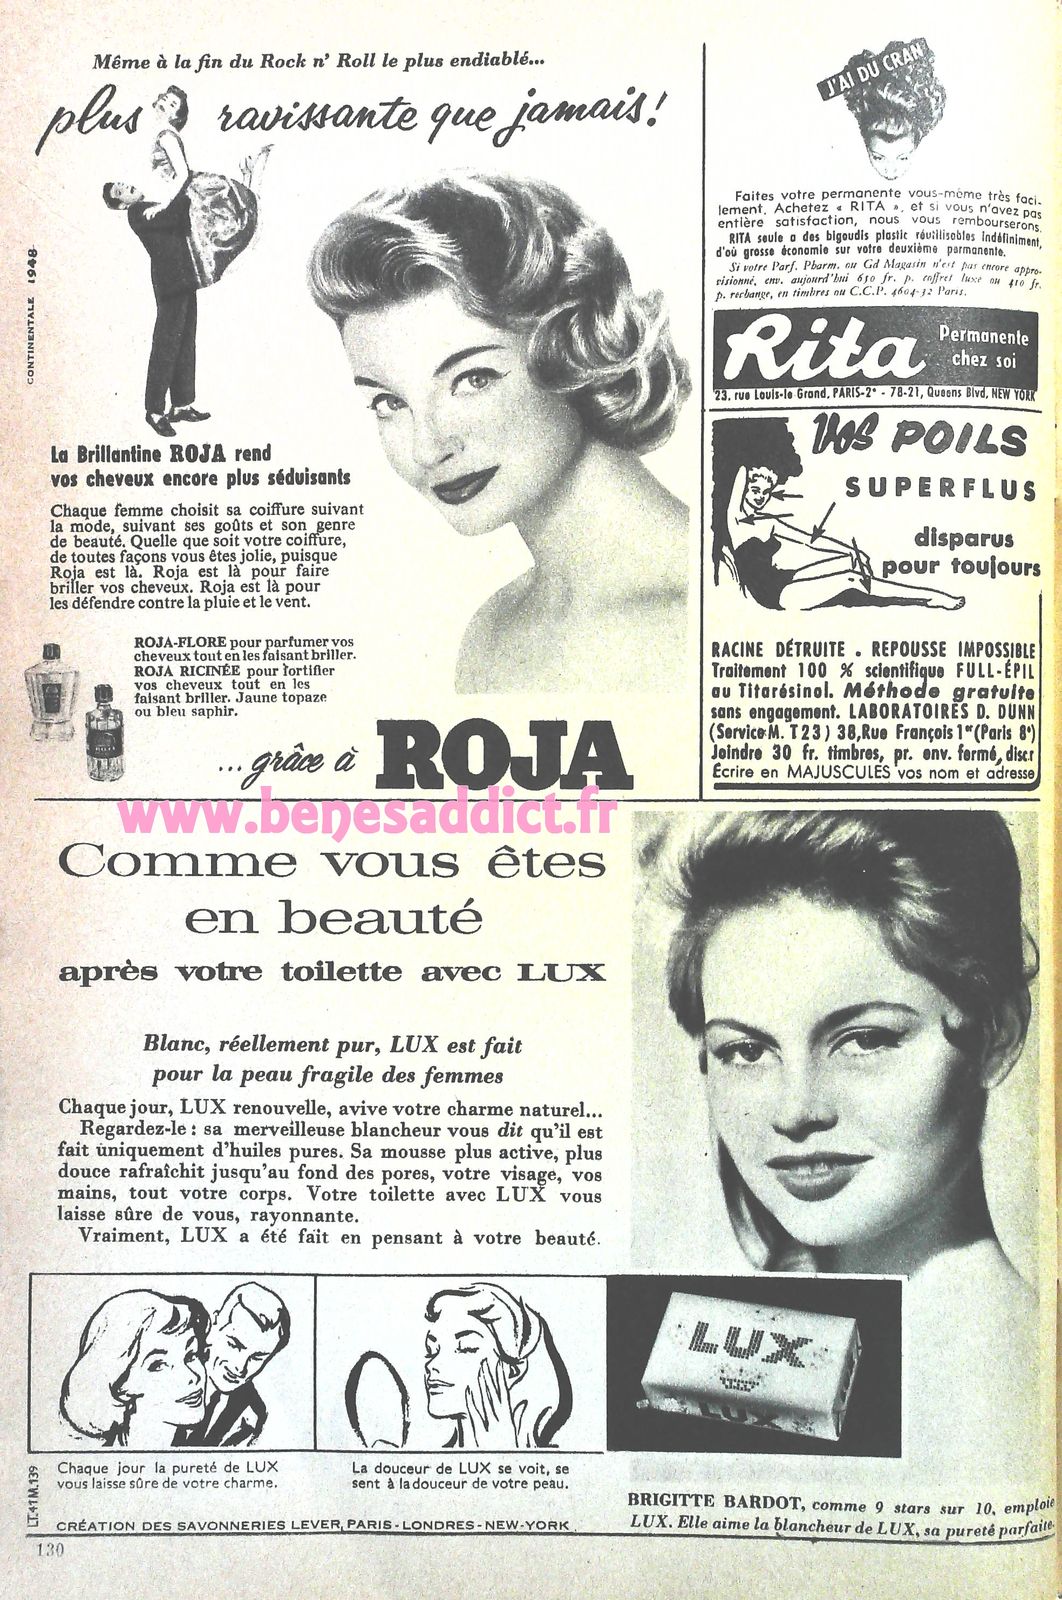 Même à la fin du Rock n' Roll le plus endiablé...
plus ravissante que jamais!
CONTINENTALE 1948
La Brillantine ROJA rend
vos cheveux encore plus séduisants
Chaque femme choisit sa coiffure suivant
la mode, suivant ses goûts et son genre
de beauté. Quelle que soit votre coiffure,
de toutes façons vous êtes jolie, puisque
Roja est là. Roja est là pour faire
briller vos cheveux. Roja est là pour
les défendre contre la pluie et le vent.
ROJA-FLORE pour parfumer vos
cheveux tout en les faisant briller.
ROJA RICINÉE pour fortifier
vos cheveux tout en les
faisant briller. Jaune topaze
ou bleu saphir.
...grâce à ROJA
J'AI DU CRAN
Faites votre permanente vous-même très faci-
lement. Achetez « RITA », et si vous n'avez pas
entière satisfaction, nous vous rembourserons.
RITA seule a des bigoudis plastic réutilisables indéfiniment,
d'où grosse économie sur votre deuxième permanente.
Si votre Parf. Pharm. ou Gd Magasin n'est pas encore appro-
visionné, env. aujourd'hui 650 fr. p. coffret luxe ou 410 fr.
p. rechange, en timbres ou C.C.P. 4604-32 Paris.
Rita Permanente
chez soi
23, rue Louis-le Grand, PARIS-2e - 78-21, Queens Blvd, NEW YORK
Vos POILS
SUPERFLUS
disparus
pour toujours
RACINE DÉTRUITE . REPOUSSE IMPOSSIBLE
Traitement 100 % scientifique FULL-ÉPIL
au Titarésinol. Méthode gratuite
sans engagement. LABORATOIRES D. DUNN
(Service M. T 23) 38, Rue François 1er (Paris 8e)
Joindre 30 fr. timbres, pr. env. fermé, discr
Écrire en MAJUSCULES vos nom et adresse
www.benesaddict.fr
Comme vous êtes
en beauté
après votre toilette avec LUX
Blanc, réellement pur, LUX est fait
pour la peau fragile des femmes
Chaque jour, LUX renouvelle, avive votre charme naturel...
Regardez-le : sa merveilleuse blancheur vous dit qu'il est
fait uniquement d'huiles pures. Sa mousse plus active, plus
douce rafraîchit jusqu'au fond des pores, votre visage, vos
mains, tout votre corps. Votre toilette avec LUX vous
laisse sûre de vous, rayonnante.
Vraiment, LUX a été fait en pensant à votre beauté.
LUX
LUX
Chaque jour la pureté de LUX
vous laisse sûre de votre charme.
La douceur de LUX se voit, se
sent à la douceur de votre peau.
BRIGITTE BARDOT, comme 9 stars sur 10, emploie
LUX. Elle aime la blancheur de LUX, sa pureté parfaite.
LT.41M.139
CRÉATION DES SAVONNERIES LEVER, PARIS - LONDRES - NEW-YORK
130